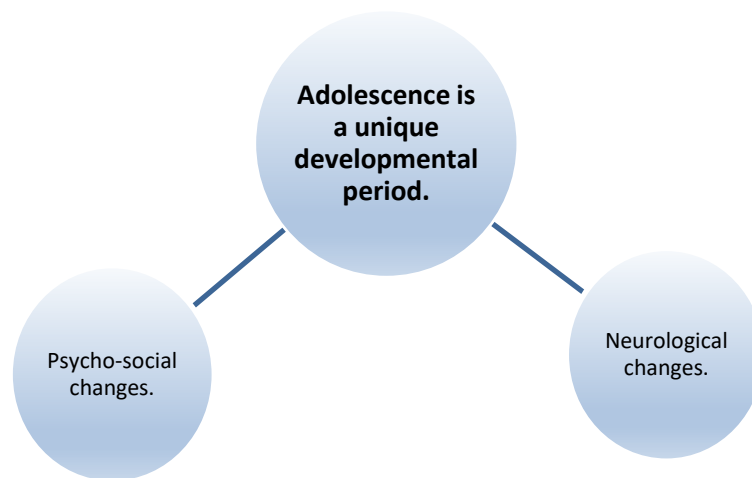 Adolescence is
a unique
developmental
period.
Psycho-social
changes.
Neurological
changes.